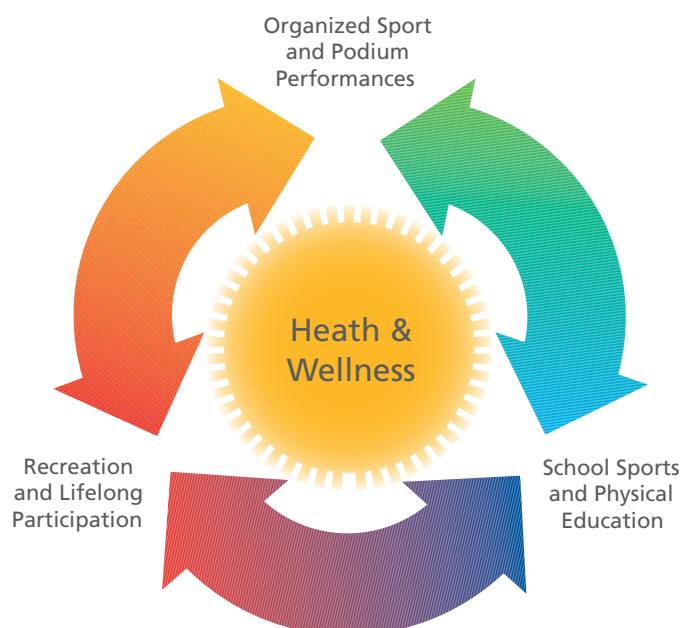 Organized Sport
and Podium
Performances
Heath &
Wellness
Recreation
and Lifelong
Participation
School Sports
and Physical
Education